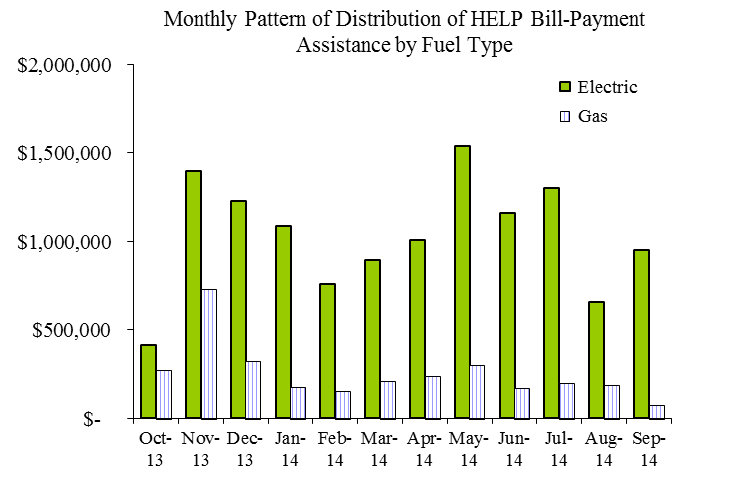 Monthly Pattern of Distribution of HELP Bill-Payment
Assistance by Fuel Type
$2,000,000
Electric
Gas
$1,500,000
$1,000,000
$500,000
$-
Oct- Nov- Dec- Jan- Feb- Mar- Apr- May- Jun- Jul- Aug- Sep-
13 13 13 14 14 14 14 14 14 14 14 14